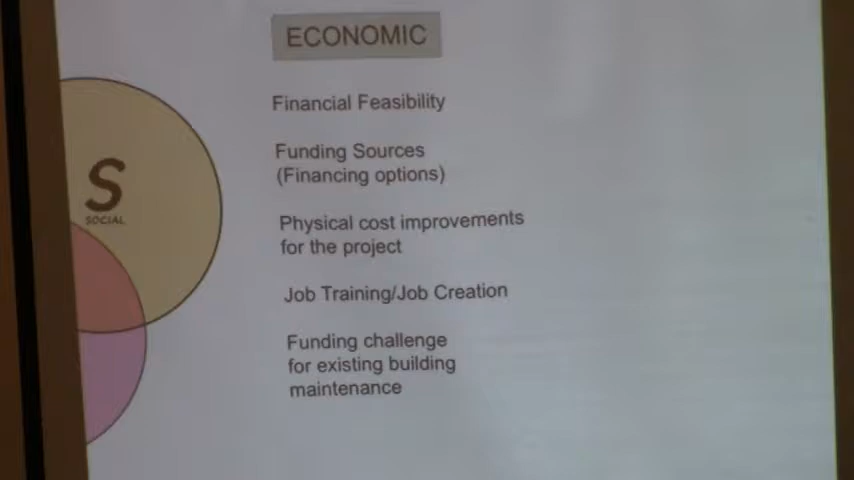 ECONOMIC
Financial Feasibility
Funding Sources
(Financing options)
S
SOCIAL
Physical cost improvements
for the project
Job Training/Job Creation
Funding challenge
for existing building
maintenance